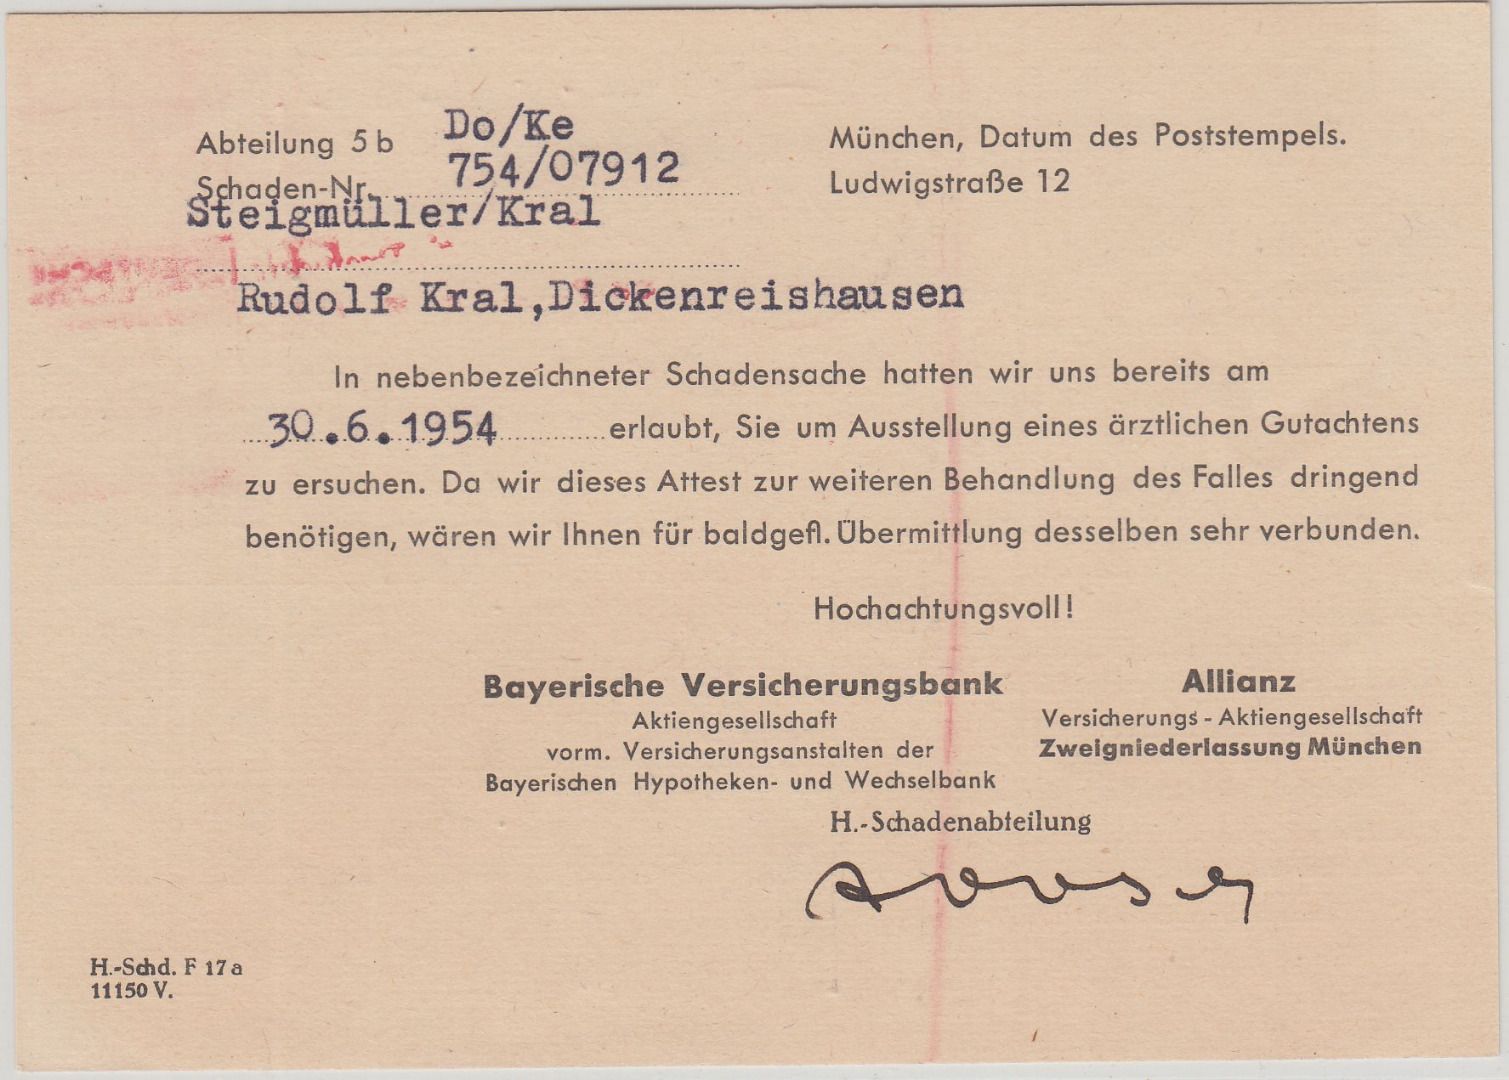 Abteilung 5 b Do/Ke
Schaden-Nr. 754/07912
Steigmüller/Kral
Rudolf Kral, Dickenreishausen
München, Datum des Poststempels.
Ludwigstraße 12
In nebenbezeichneter Schadensache hatten wir uns bereits am
30.6.1954 erlaubt, Sie um Ausstellung eines ärztlichen Gutachtens
zu ersuchen. Da wir dieses Attest zur weiteren Behandlung des Falles dringend
benötigen, wären wir Ihnen für baldgefl. Übermittlung desselben sehr verbunden.
Hochachtungsvoll!
Bayerische Versicherungsbank
Aktiengesellschaft
vorm. Versicherungsanstalten der
Bayerischen Hypotheken- und Wechselbank
Allianz
Versicherungs-Aktiengesellschaft
Zweigniederlassung München
H.-Schadenabteilung
H.-Schd. F 17a
11150 V.